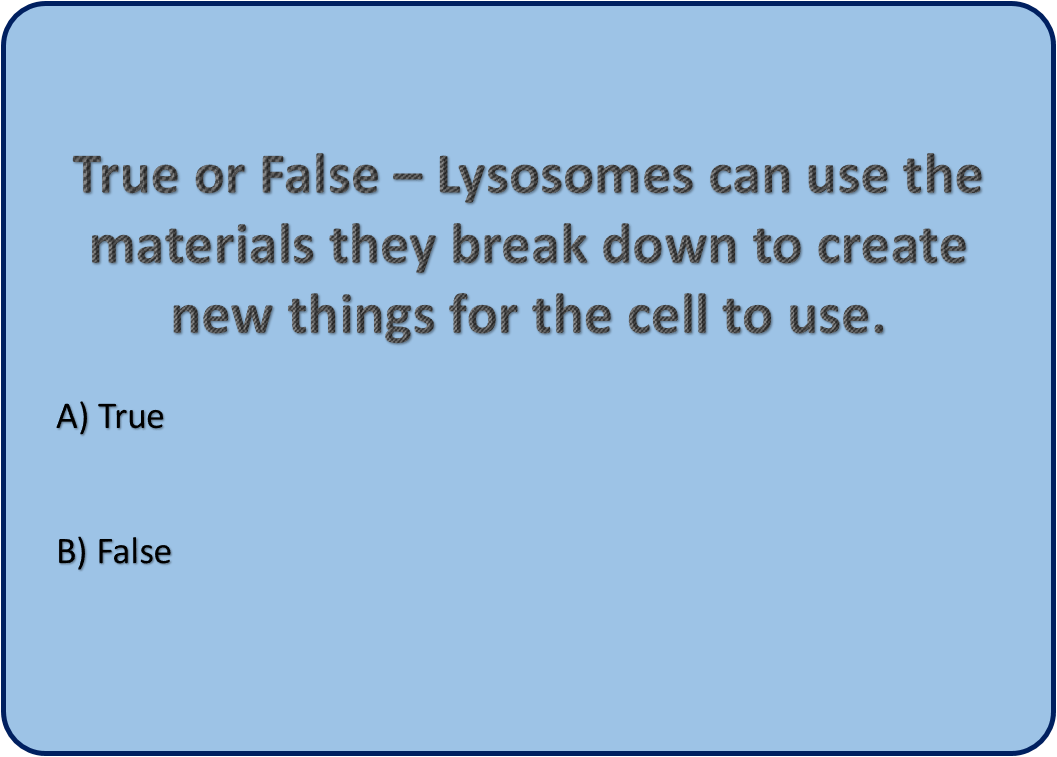 True or False – Lysosomes can use the
materials they break down to create
new things for the cell to use.
A) True
B) False